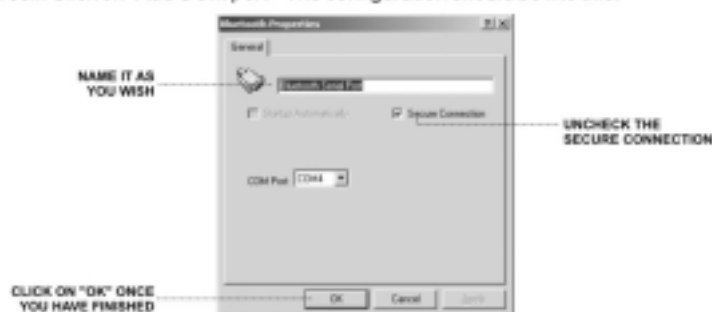 Bluetooth Properties
General
NAME IT AS
YOU WISH
Bluetooth Serial Port
Startup Automatically
Secure Connection
UNCHECK THE
SECURE CONNECTION
COM Port
COM4
CLICK ON "OK" ONCE
YOU HAVE FINISHED
OK
Cancel
Apply